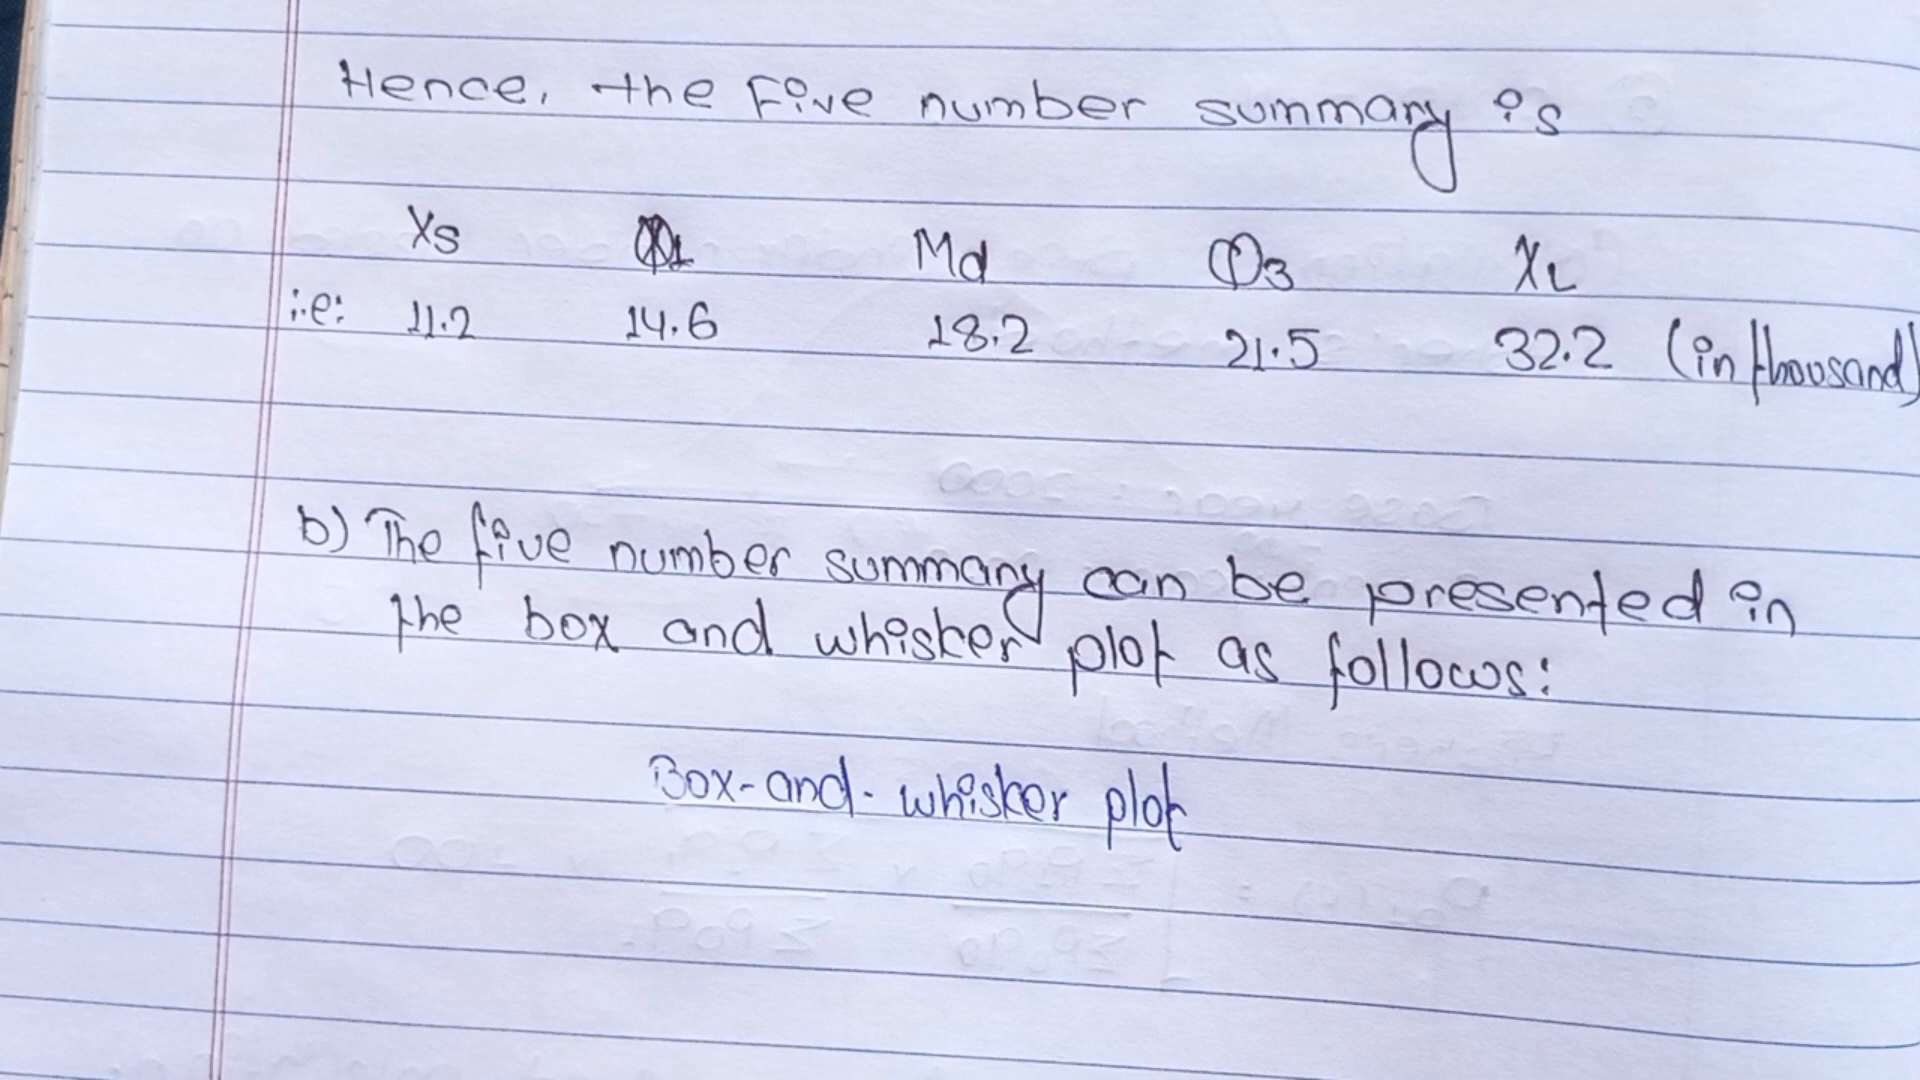 Hence, the Five number summary is
Xs Q1 Md Q3 XL
i.e: 11.2 14.6 18.2 21.5 32.2 (in thousand)
b) The five number summary can be presented in
the box and whisker plot as follows:
Box-and-whisker plot